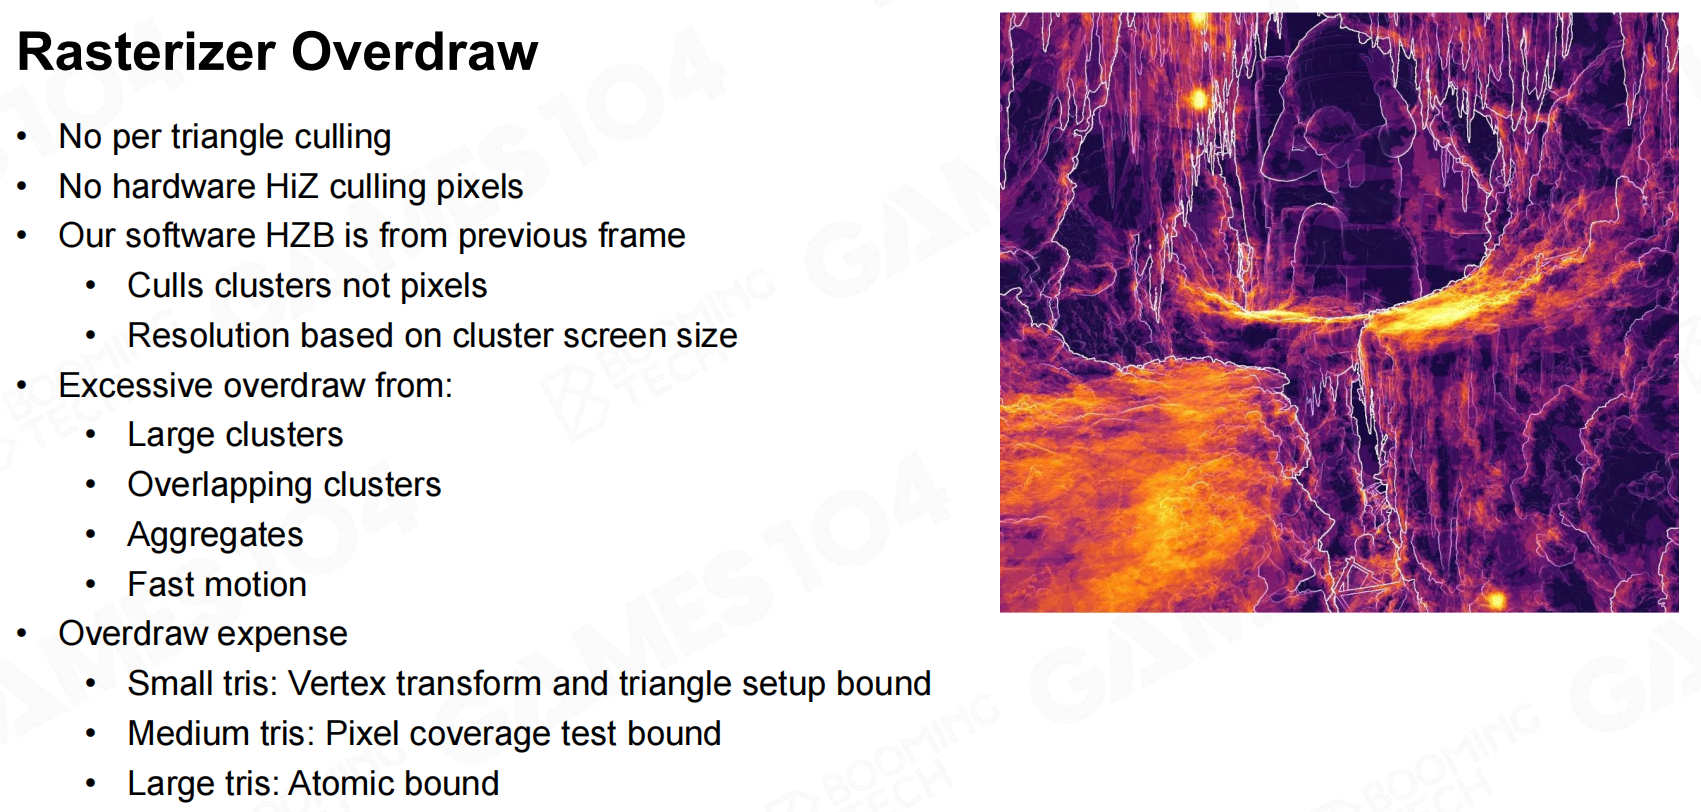 Rasterizer Overdraw
• No per triangle culling
• No hardware HiZ culling pixels
• Our software HZB is from previous frame
• Culls clusters not pixels
• Resolution based on cluster screen size
• Excessive overdraw from:
• Large clusters
• Overlapping clusters
• Aggregates
• Fast motion
• Overdraw expense
• Small tris: Vertex transform and triangle setup bound
• Medium tris: Pixel coverage test bound
• Large tris: Atomic bound
GAMES104
BOOMING
TECH